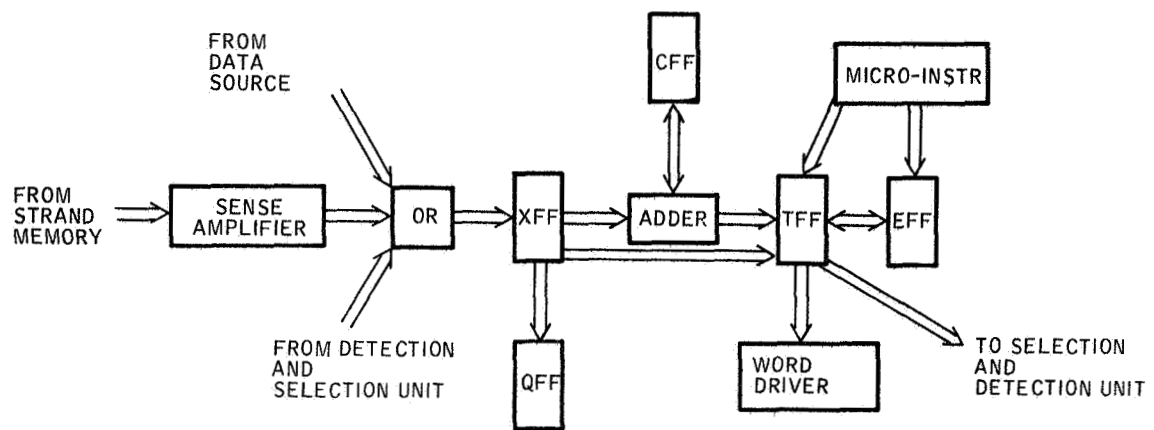 FROM
DATA
SOURCE
CFF
MICRO-INSTR
FROM
STRAND
MEMORY
SENSE
AMPLIFIER
OR
XFF
ADDER
TFF
EFF
FROM DETECTION
AND
SELECTION UNIT
QFF
WORD
DRIVER
TO SELECTION
AND
DETECTION UNIT